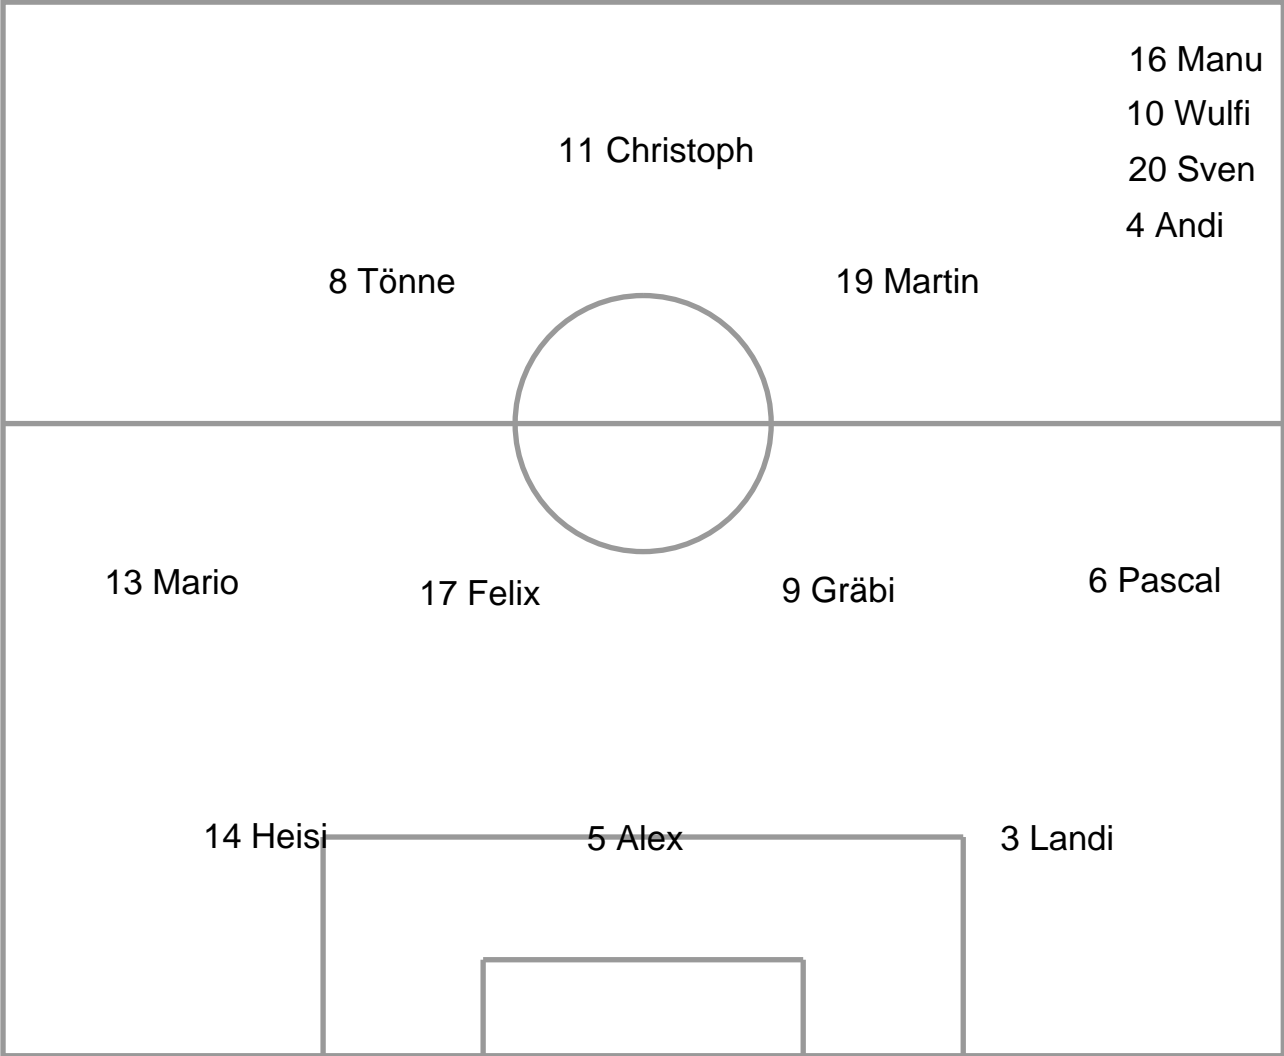 16 Manu
10 Wulfi
11 Christoph
20 Sven
4 Andi
8 Tönne
19 Martin
13 Mario
17 Felix
9 Gräbi
6 Pascal
14 Heisi
5 Alex
3 Landi